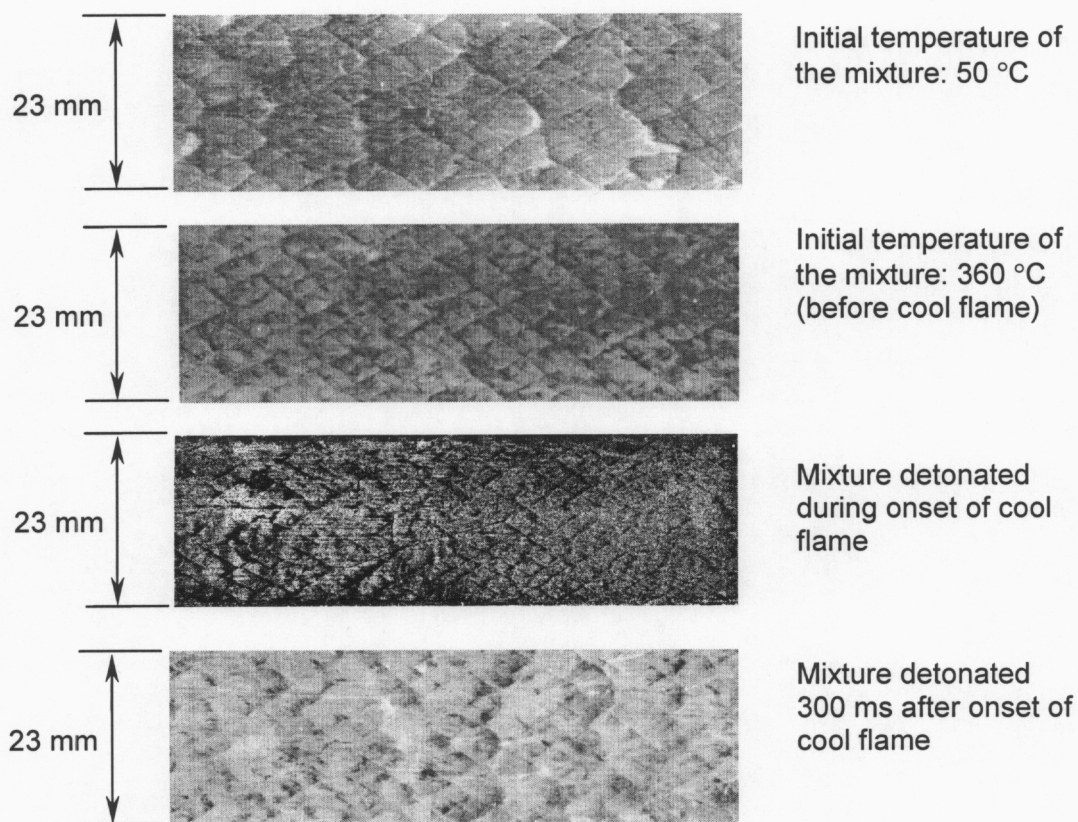 23 mm
Initial temperature of
the mixture: 50 °C
23 mm
Initial temperature of
the mixture: 360 °C
(before cool flame)
23 mm
Mixture detonated
during onset of cool
flame
23 mm
Mixture detonated
300 ms after onset of
cool flame